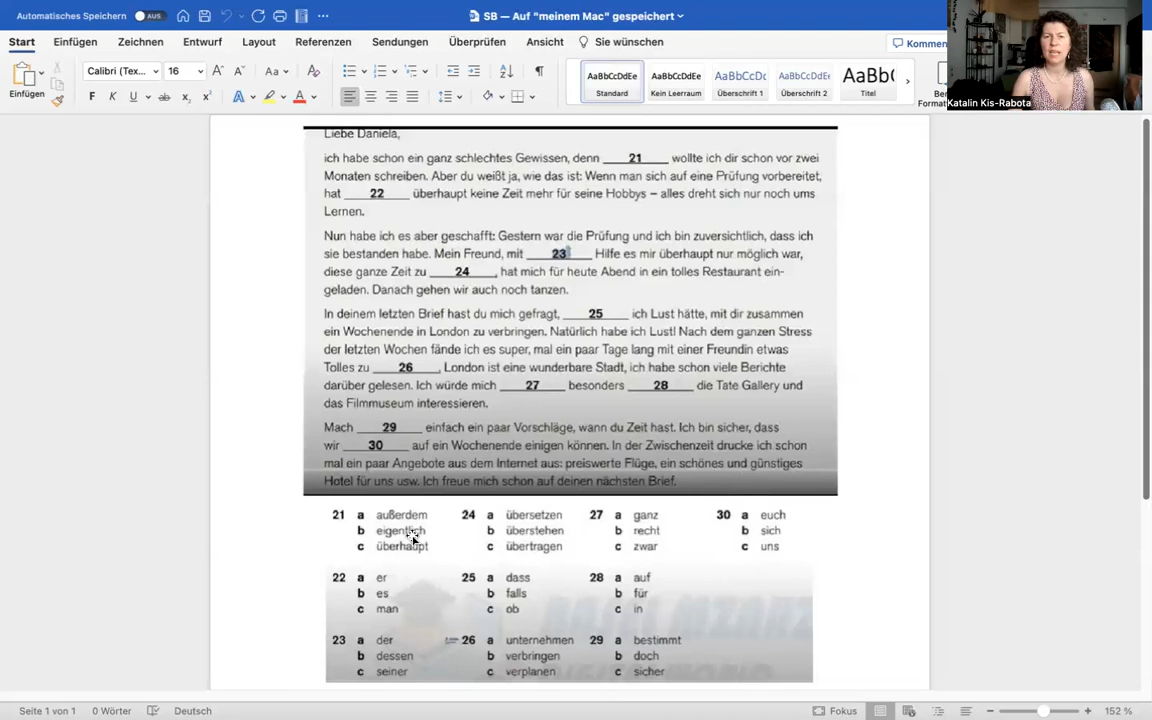 Automatisches Speichern AUS SB — Auf "meinem Mac" gespeichert
Start Einfügen Zeichnen Entwurf Layout Referenzen Sendungen Überprüfen Ansicht Sie wünschen Kommen
Einfügen Calibri (Tex... 16 A A Aa A AaBbCcDdEe AaBbCcDdEe AaBbCcDc AaBbCcDdEe AaBb(
F K U ab x₂ x² A A Standard Kein Leerraum Überschrift 1 Überschrift 2 Titel
Katalin Kis-Rabota
Liebe Daniela,
ich habe schon ein ganz schlechtes Gewissen, denn 21 wollte ich dir schon vor zwei
Monaten schreiben. Aber du weißt ja, wie das ist: Wenn man sich auf eine Prüfung vorbereitet,
hat 22 überhaupt keine Zeit mehr für seine Hobbys – alles dreht sich nur noch ums
Lernen.
Nun habe ich es aber geschafft: Gestern war die Prüfung und ich bin zuversichtlich, dass ich
sie bestanden habe. Mein Freund, mit 23 Hilfe es mir überhaupt nur möglich war,
diese ganze Zeit zu 24, hat mich für heute Abend in ein tolles Restaurant ein-
geladen. Danach gehen wir auch noch tanzen.
In deinem letzten Brief hast du mich gefragt, 25 ich Lust hätte, mit dir zusammen
ein Wochenende in London zu verbringen. Natürlich habe ich Lust! Nach dem ganzen Stress
der letzten Wochen fände ich es super, mal ein paar Tage lang mit einer Freundin etwas
Tolles zu 26. London ist eine wunderbare Stadt, ich habe schon viele Berichte
darüber gelesen. Ich würde mich 27 besonders 28 die Tate Gallery und
das Filmmuseum interessieren.
Mach 29 einfach ein paar Vorschläge, wann du Zeit hast. Ich bin sicher, dass
wir 30 auf ein Wochenende einigen können. In der Zwischenzeit drucke ich schon
mal ein paar Angebote aus dem Internet aus: preiswerte Flüge, ein schönes und günstiges
Hotel für uns usw. Ich freue mich schon auf deinen nächsten Brief.
21 a außerdem 24 a übersetzen 27 a ganz 30 a euch
b eigentlich b überstehen b recht b sich
c überhaupt c übertragen c zwar c uns
22 a er 25 a dass 28 a auf
b es b falls b für
c man c ob c in
23 a der 26 a unternehmen 29 a bestimmt
b dessen b verbringen b doch
c seiner c verplanen c sicher
Seite 1 von 1 0 Wörter Deutsch Fokus 152 %